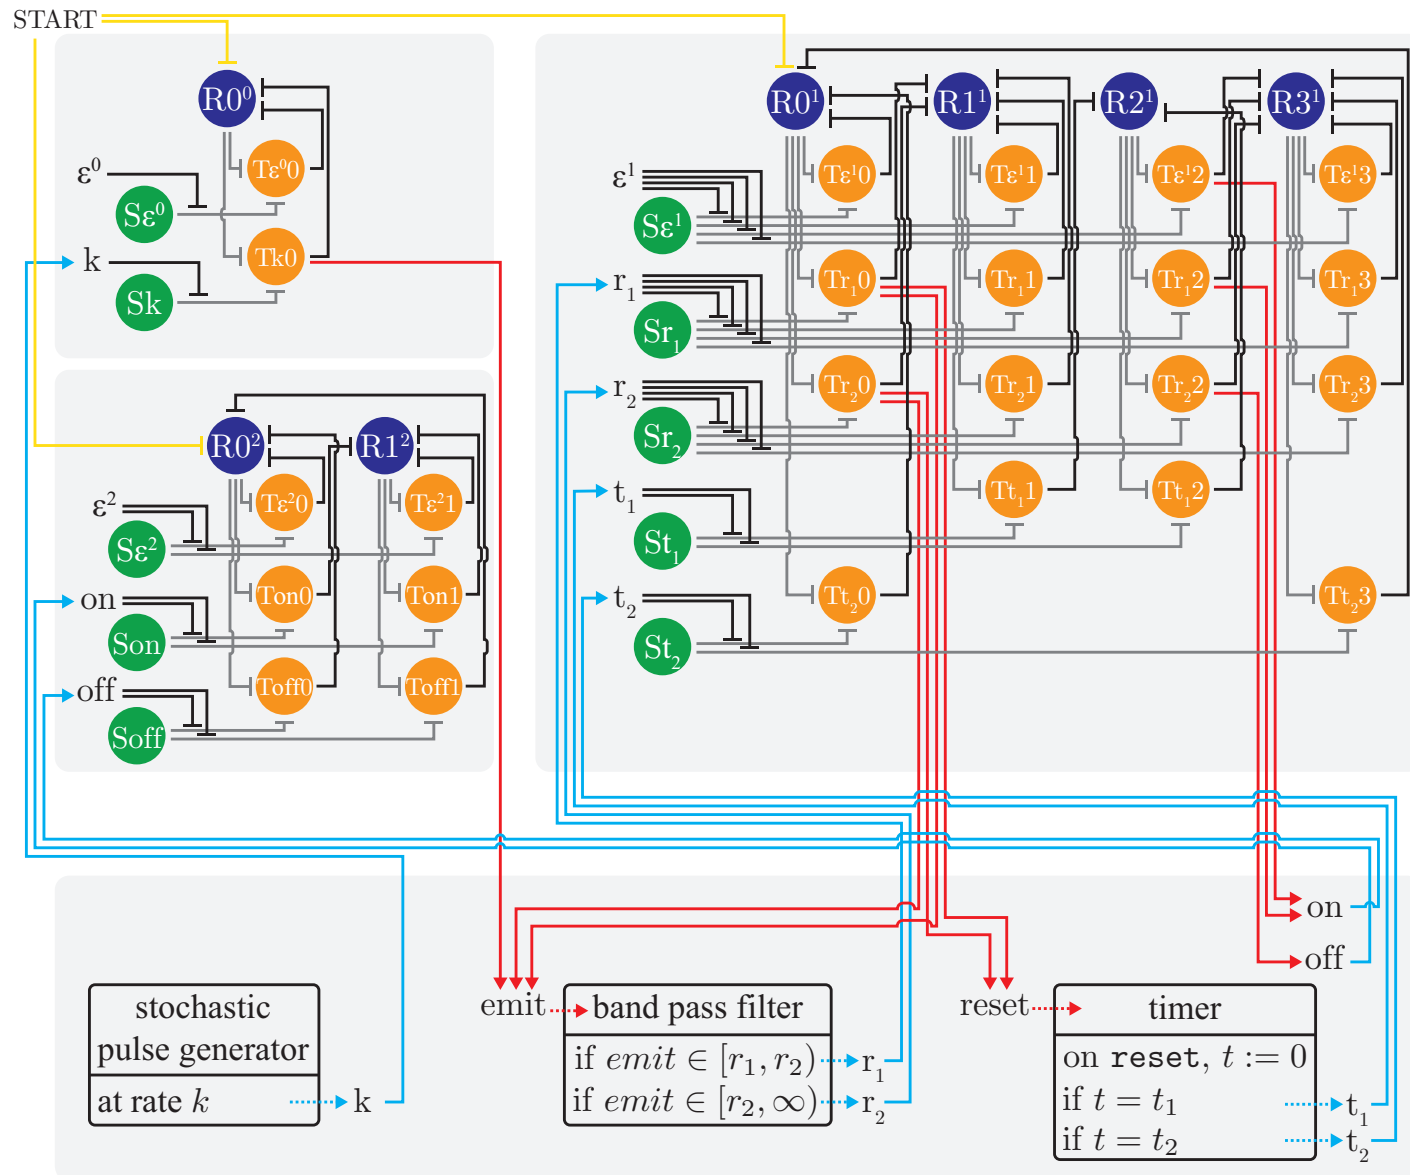 START
R0⁰
Tε⁰0
ε⁰
Sε⁰
k
Tk0
Sk
R0² R1²
Tε²0 Tε²1
ε²
Sε²
on
Ton0 Ton1
Son
off
Toff0 Toff1
Soff
R0¹ R1¹ R2¹ R3¹
Tε¹0 Tε¹1 Tε¹2 Tε¹3
ε¹
Sε¹
r₁
Tr₁0 Tr₁1 Tr₁2 Tr₁3
Sr₁
r₂
Tr₂0 Tr₂1 Tr₂2 Tr₂3
Sr₂
t₁
Tt₁1 Tt₁2
St₁
t₂
Tt₂0 Tt₂3
St₂
on
off
emit
reset
stochastic
pulse generator
at rate k
k
band pass filter
if emit ∈ [r₁, r₂)
r₁
if emit ∈ [r₂, ∞)
r₂
timer
on reset, t := 0
if t = t₁
t₁
if t = t₂
t₂